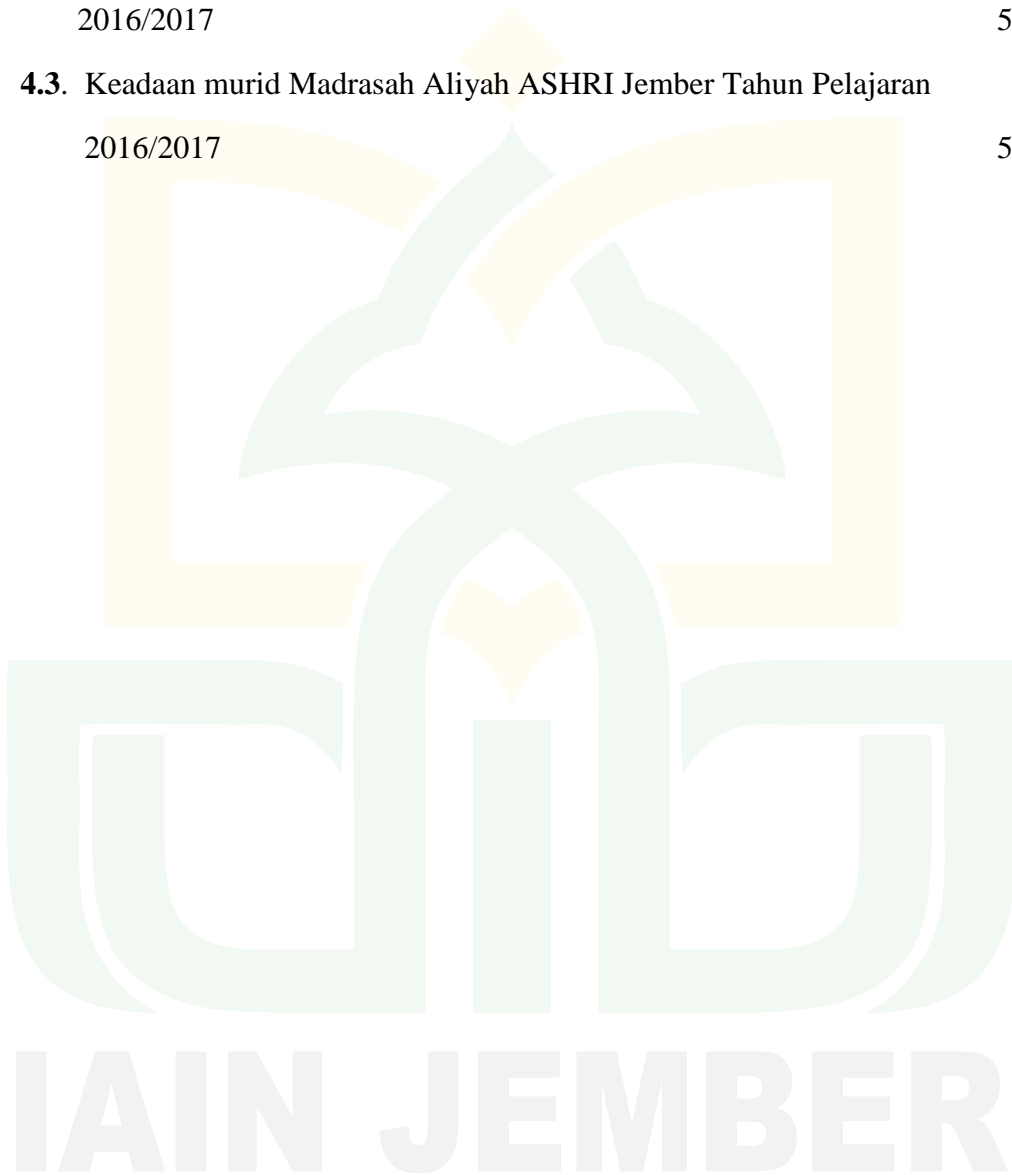 2016/2017 5
4.3. Keadaan murid Madrasah Aliyah ASHRI Jember Tahun Pelajaran
2016/2017 5
IAIN JEMBER